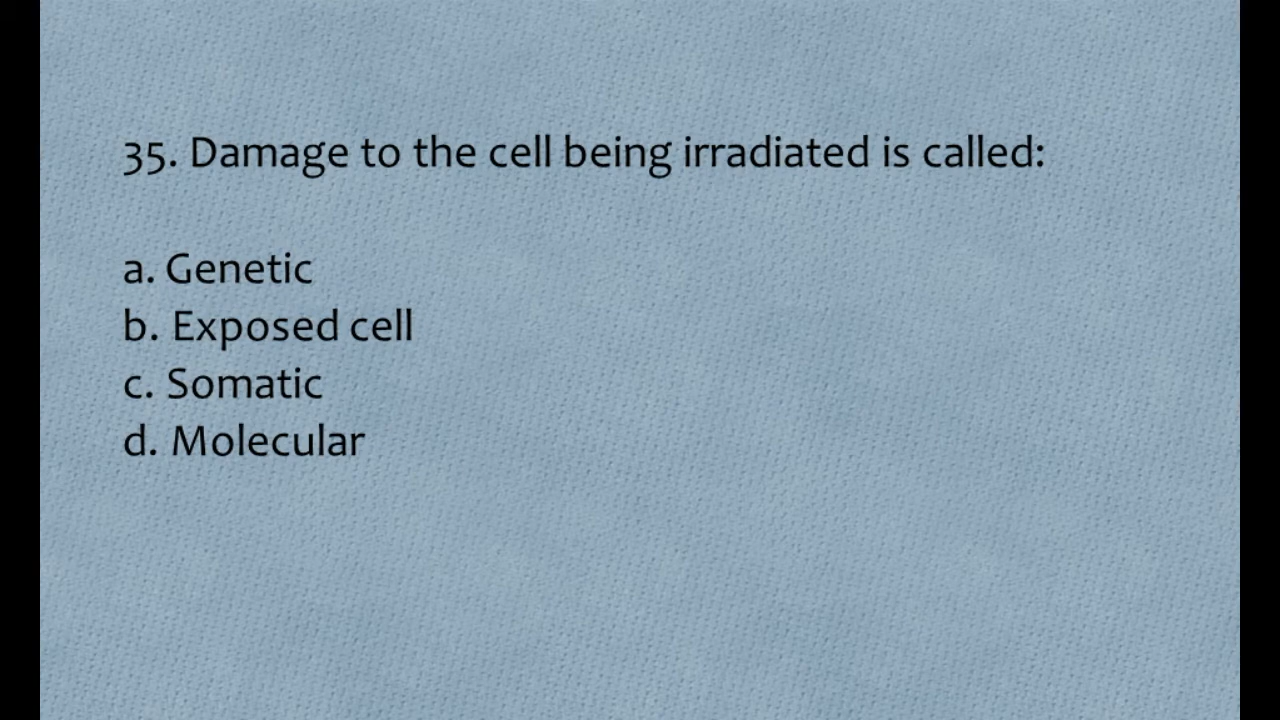 35. Damage to the cell being irradiated is called:
a. Genetic
b. Exposed cell
c. Somatic
d. Molecular